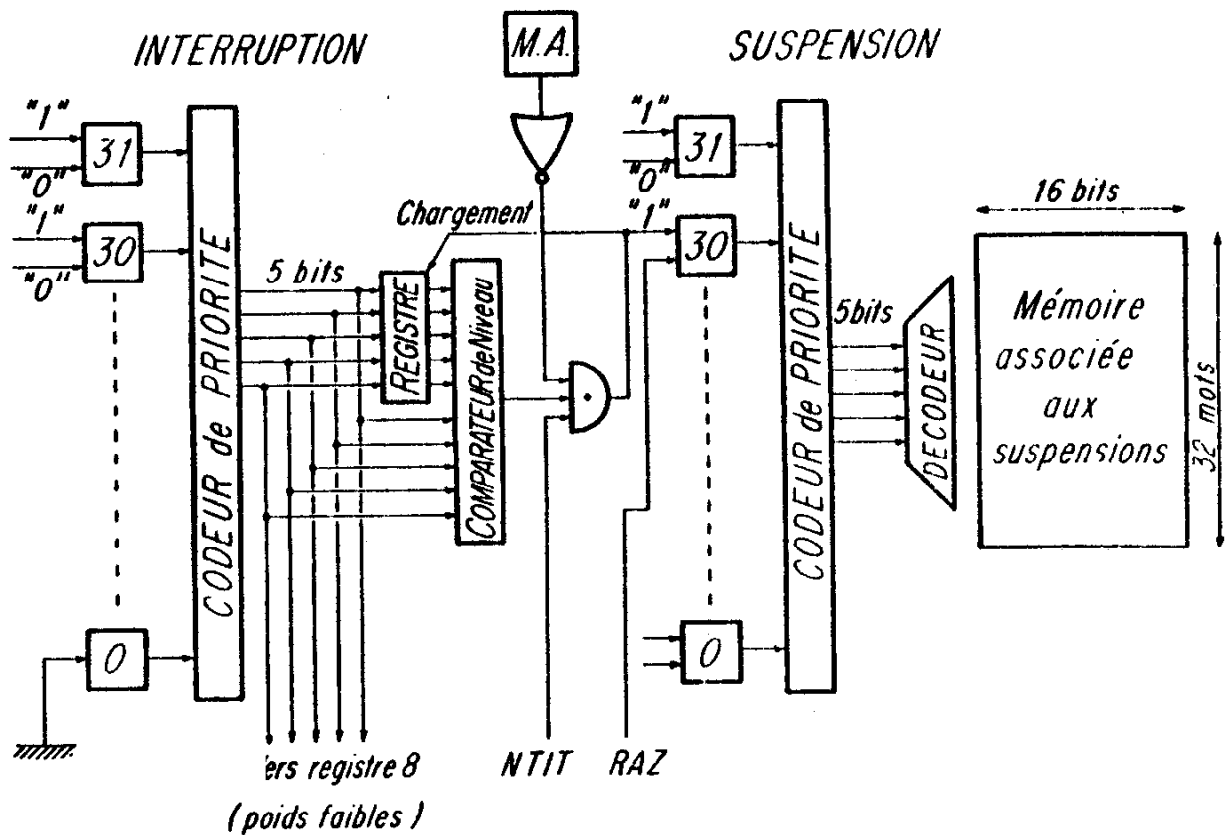 INTERRUPTION
M.A.
SUSPENSION
"1"
"0"
31
"1"
"0"
30
0
CODEUR de PRIORITE
5 bits
Chargement
REGISTRE
COMPARATEUR de Niveau
ers registre 8
(poids faibles)
NTIT
RAZ
"1"
"0"
31
"1"
30
0
CODEUR de PRIORITE
5bits
DECODEUR
16 bits
Mémoire
associée
aux
suspensions
32 mots